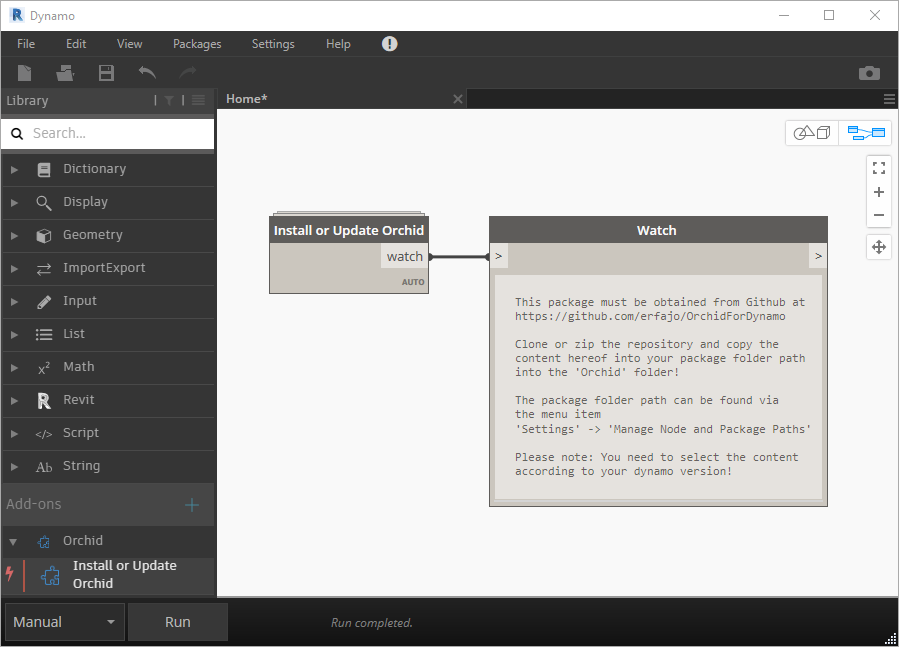 Dynamo
File Edit View Packages Settings Help
Library
Home*
Search...
Dictionary
Display
Geometry
ImportExport
Input
List
Math
Revit
Script
String
Add-ons
Orchid
Install or Update
Orchid
Install or Update Orchid
watch
AUTO
Watch
> >
This package must be obtained from Github at
https://github.com/erfajo/OrchidForDynamo
Clone or zip the repository and copy the
content hereof into your package folder path
into the 'Orchid' folder!
The package folder path can be found via
the menu item
'Settings' -> 'Manage Node and Package Paths'
Please note: You need to select the content
according to your dynamo version!
Manual
Run
Run completed.